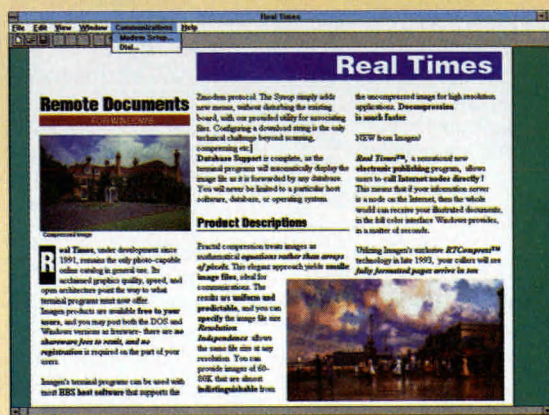 Real Times
File Edit View Window Communications Help
Modem Setup...
Dial...
Real Times
Remote Documents
FOR WINDOWS
Compressed image
Real Times, under development since
1991, remains the only photo-capable
online catalog in general use. Its
acclaimed graphics quality, speed, and
open architecture point the way to what
terminal programs must now offer.
Imagen products are available free to your
users, and you may post both the DOS and
Windows versions as freeware- there are no
shareware fees to remit, and no
registration is required on the part of your
users.
Imagen's terminal programs can be used with
most BBS host software that supports the
Zmodem protocol. The Sysop simply adds
new menus, without disturbing the existing
board, with our provided utility for associating
files. Configuring a download string is the only
technical challenge beyond scanning,
compressing etc.
Database Support is complete, as the
terminal programs will automatically display the
image file as it is forwarded by any database.
You will never be limited to a particular host
software, database, or operating system.
Product Descriptions
Fractal compression treats images as
mathematical equations rather than arrays
of pixels. This elegant approach yields smaller
image files, ideal for
communications. The
results are uniform and
predictable, and you can
specify the image file size
Resolution
Independence allows
the same file size at any
resolution. You can
provide images of 60-
80K that are almost
indistinguishable from
the uncompressed image for high resolution
applications. Decompression
is much faster.
NEW from Imagen!
Real Times™, a sensational new
electronic publishing program, allows
users to call Internet nodes directly !
This means that if your information server
is a node on the Internet, then the whole
world can receive your illustrated documents,
in the full color interface Windows provides,
in a matter of seconds.
Utilizing Imagen's exclusive RTCompress™
technology in late 1993, your callers will see
fully formatted pages arrive in ten